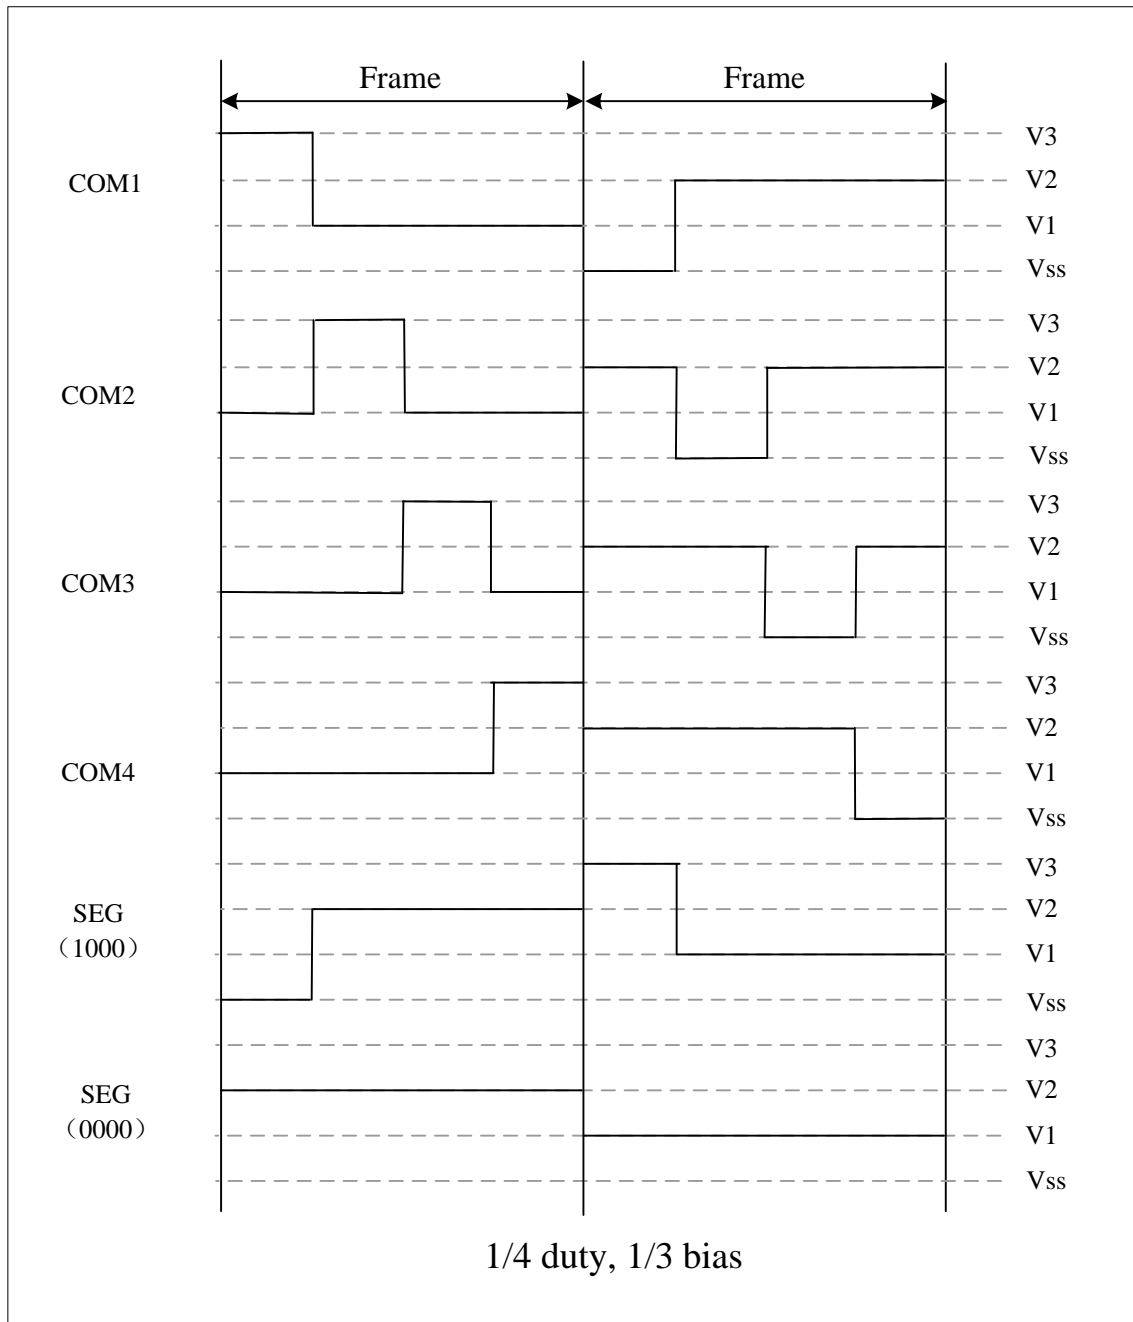 Frame Frame
V3
COM1 V2
V1
Vss
V3
V2
COM2 V1
Vss
V3
V2
COM3 V1
Vss
V3
V2
COM4 V1
Vss
V3
SEG V2
（1000） V1
Vss
V3
SEG V2
（0000） V1
Vss
1/4 duty, 1/3 bias